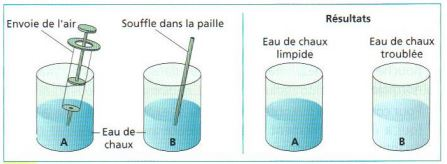 Envoie de l'air
Souffle dans la paille
A
Eau de
chaux
B
Résultats
Eau de chaux
limpide
Eau de chaux
troublée
A
B